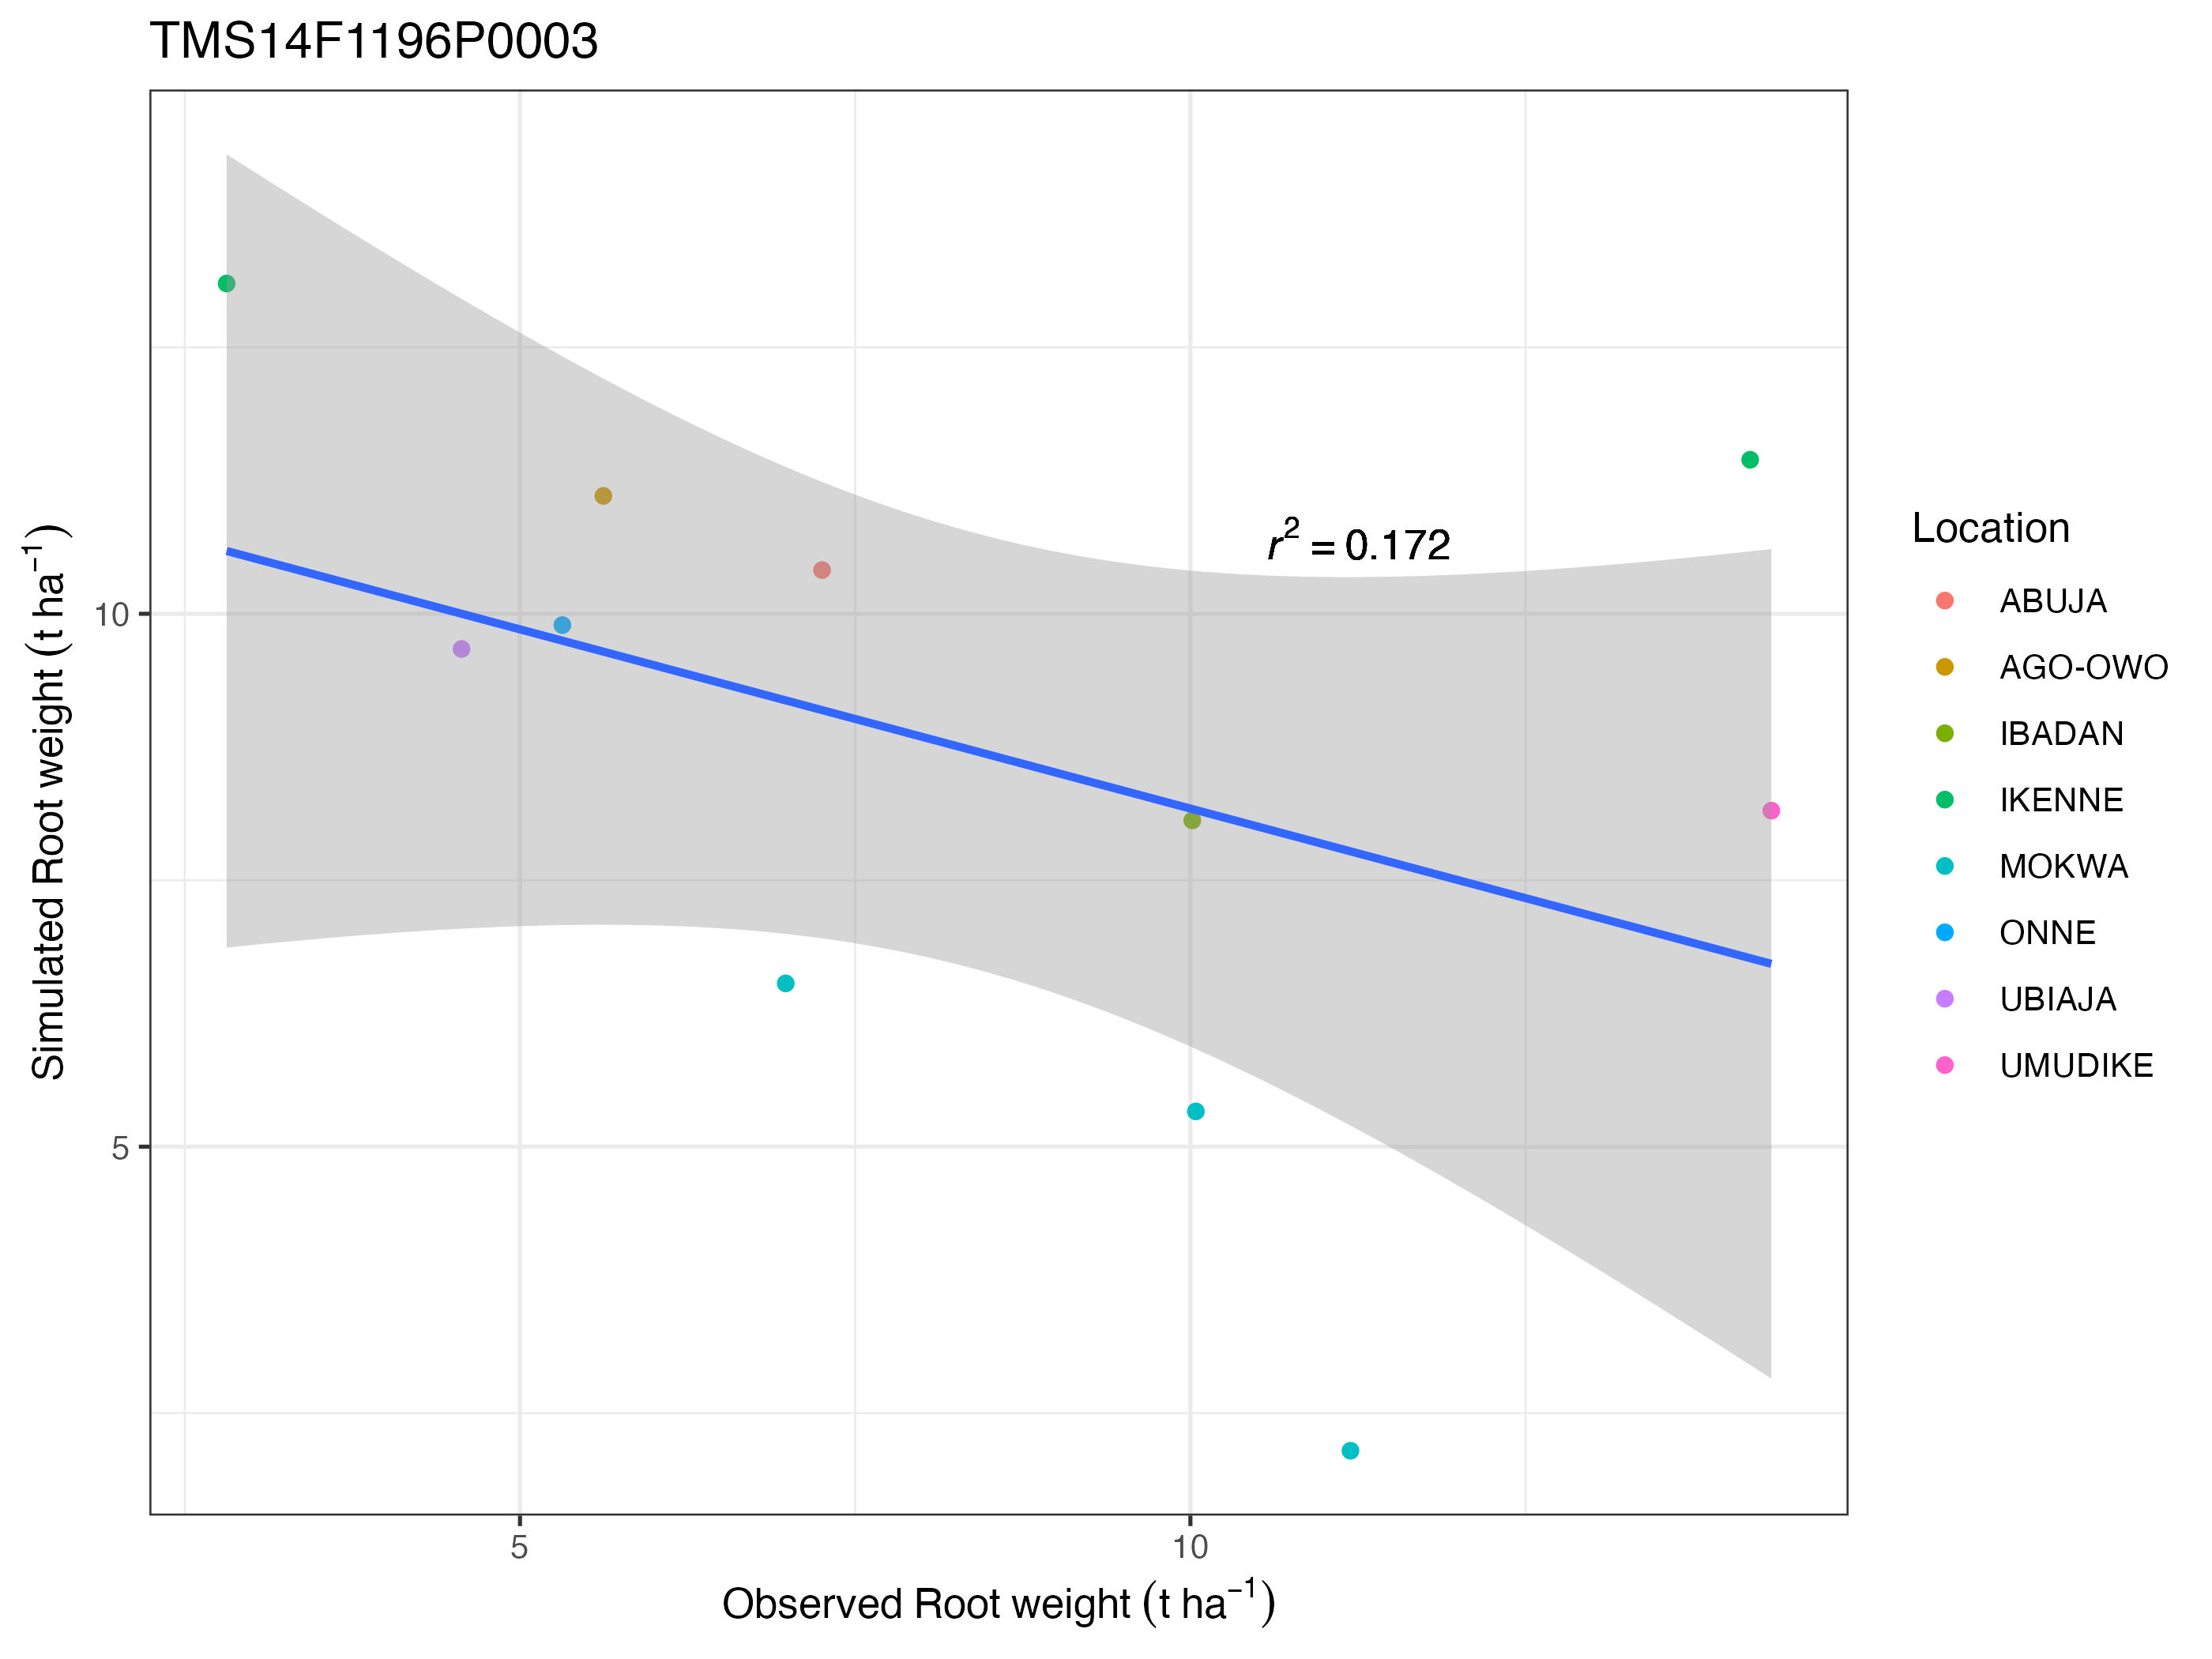 TMS14F1196P0003
Simulated Root weight (t ha⁻¹)
10
5
r² = 0.172
5
10
Observed Root weight (t ha⁻¹)
Location
ABUJA
AGO-OWO
IBADAN
IKENNE
MOKWA
ONNE
UBIAJA
UMUDIKE